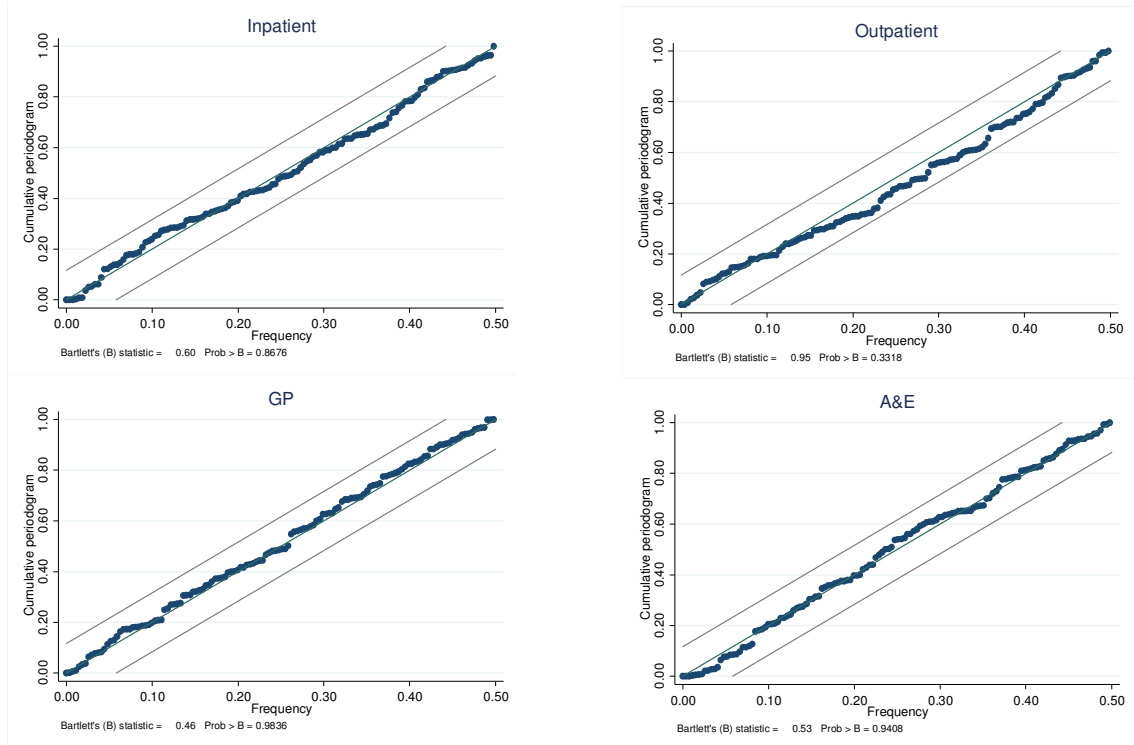 Inpatient
Cumulative periodogram
1.00
0.80
0.60
0.40
0.20
0.00
0.00 0.10 0.20 0.30 0.40 0.50
Frequency
Bartlett's (B) statistic = 0.60 Prob > B = 0.8676
Outpatient
Cumulative periodogram
1.00
0.80
0.60
0.40
0.20
0.00
0.00 0.10 0.20 0.30 0.40 0.50
Frequency
Bartlett's (B) statistic = 0.95 Prob > B = 0.3318
GP
Cumulative periodogram
1.00
0.80
0.60
0.40
0.20
0.00
0.00 0.10 0.20 0.30 0.40 0.50
Frequency
Bartlett's (B) statistic = 0.46 Prob > B = 0.9836
A&E
Cumulative periodogram
1.00
0.80
0.60
0.40
0.20
0.00
0.00 0.10 0.20 0.30 0.40 0.50
Frequency
Bartlett's (B) statistic = 0.53 Prob > B = 0.9408